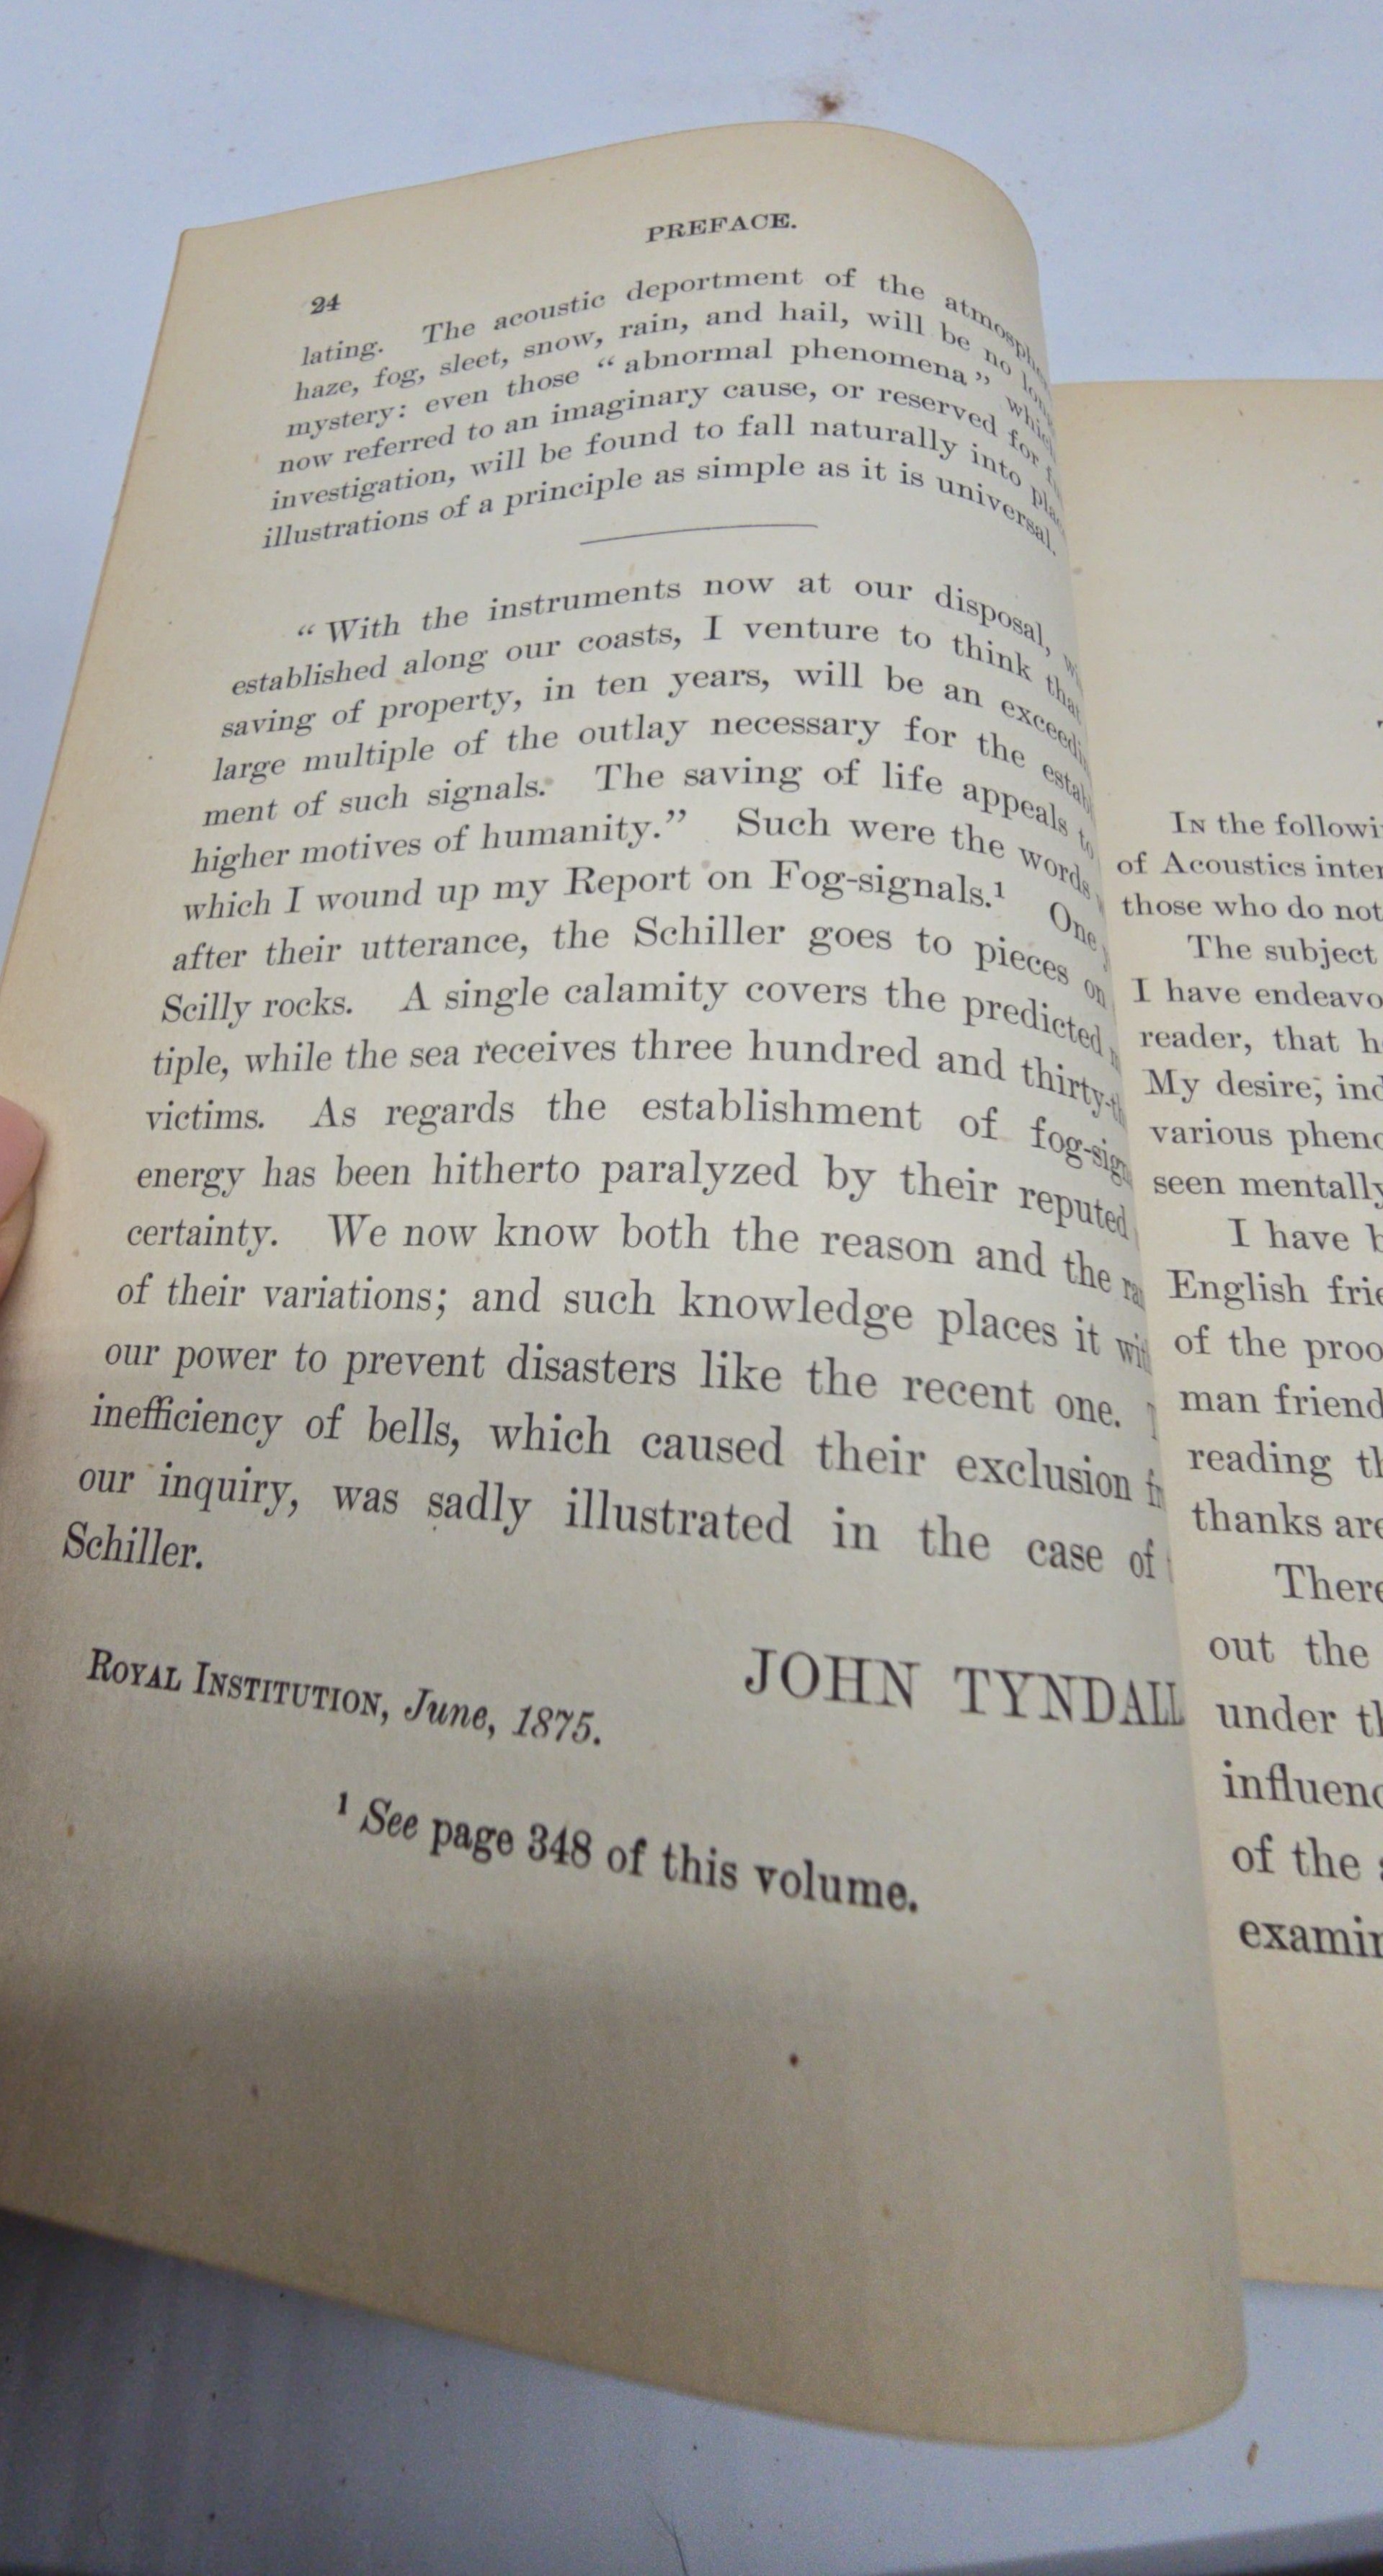 PREFACE.
24
lating. The acoustic deportment of the
haze, fog, sleet, snow, rain, and hail, will be no
mystery: even those “abnormal phenomena”
now referred to an imaginary cause, or reserved for
investigation, will be found to fall naturally into
illustrations of a principle as simple as it is universal.
“With the instruments now at our disposal,
established along our coasts, I venture to think that
saving of property, in ten years, will be an
large multiple of the outlay necessary for the
ment of such signals. The saving of life appeals to
higher motives of humanity.” Such were the words
which I wound up my Report on Fog-signals.¹ One
after their utterance, the Schiller goes to pieces on
Scilly rocks. A single calamity covers the predicted
tiple, while the sea receives three hundred and
victims. As regards the establishment of
energy has been hitherto paralyzed by their reputed
certainty. We now know both the reason and the
of their variations; and such knowledge places it
our power to prevent disasters like the recent one.
inefficiency of bells, which caused their exclusion
our inquiry, was sadly illustrated in the case of
Schiller.
JOHN TYNDALL
ROYAL INSTITUTION, June, 1875.
¹ See page 348 of this volume.
IN the
of Acoustics
those who do not
The subject
I have
reader, that
My desire,
various
seen mentally
I have
English
of the
man
reading
thanks
There
out the
under
of the